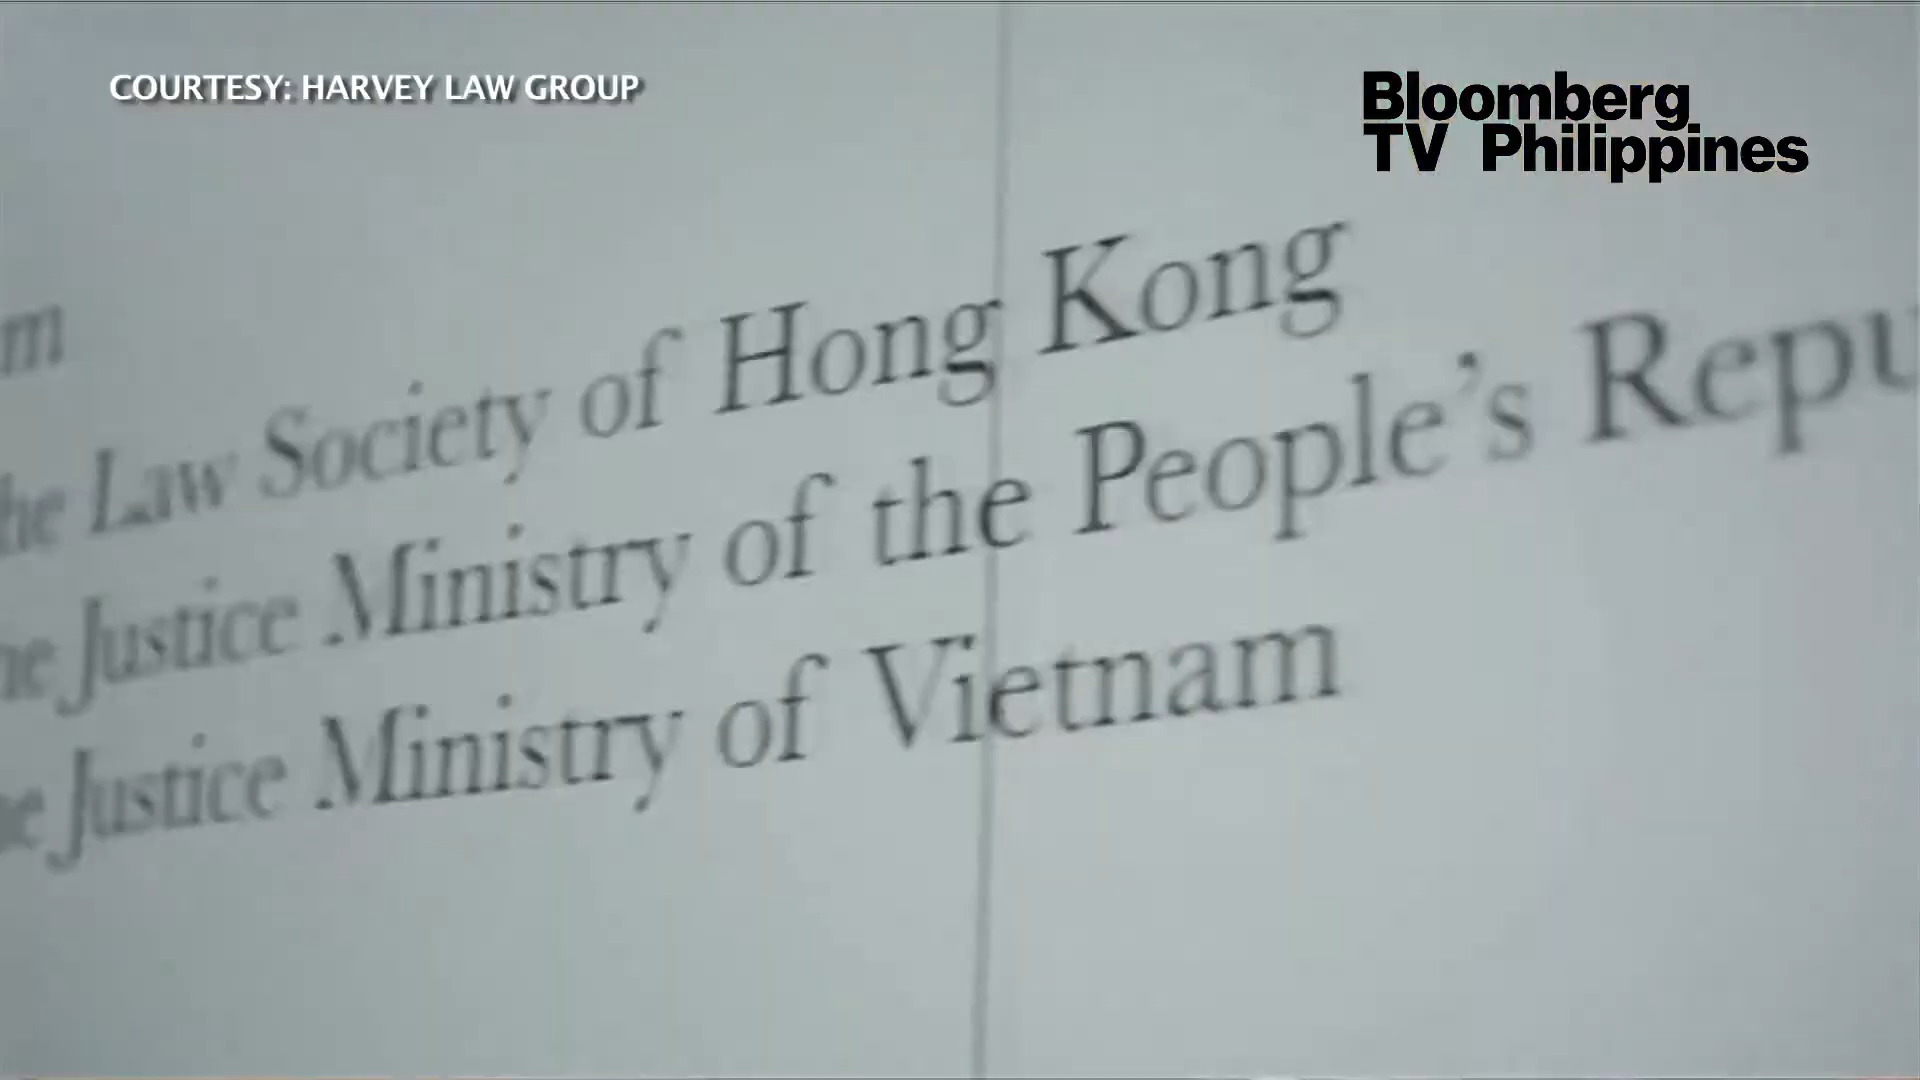 COURTESY: HARVEY LAW GROUP
Bloomberg
TV Philippines
Law Society of Hong Kong
Justice Ministry of the People's
Justice Ministry of Vietnam